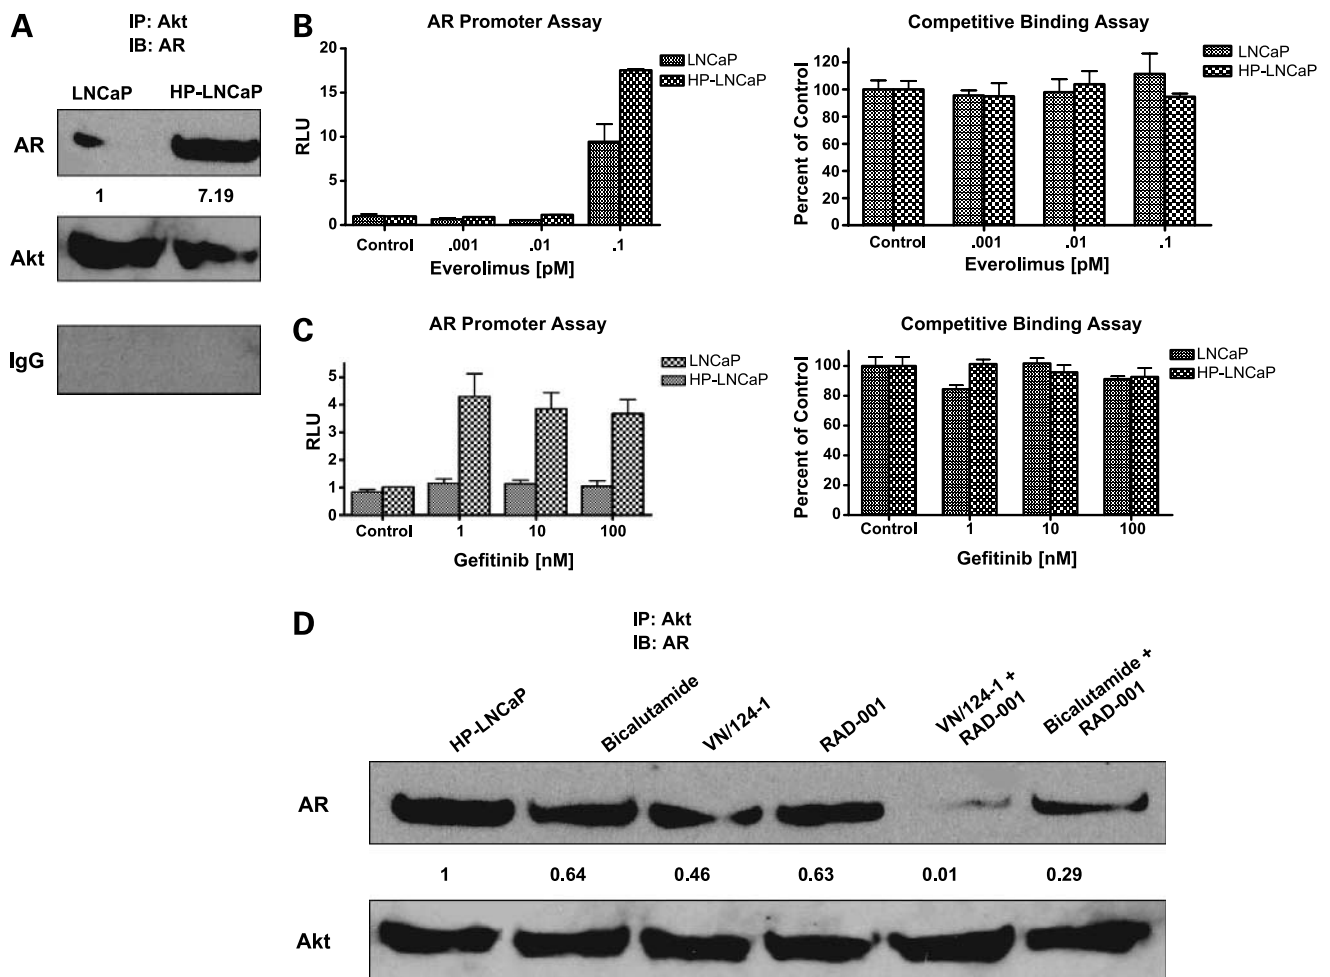 A
IP: Akt
IB: AR
LNCaP HP-LNCaP
AR
1 7.19
Akt
IgG
B
AR Promoter Assay
RLU
20
15
10
5
0
Control .001 .01 .1
Everolimus [pM]
LNCaP
HP-LNCaP
Competitive Binding Assay
Percent of Control
120
100
80
60
40
20
0
Control .001 .01 .1
Everolimus [pM]
LNCaP
HP-LNCaP
C
AR Promoter Assay
RLU
5
4
3
2
1
0
Control 1 10 100
Gefitinib [nM]
LNCaP
HP-LNCaP
Competitive Binding Assay
Percent of Control
100
80
60
40
20
0
Control 1 10 100
Gefitinib [nM]
LNCaP
HP-LNCaP
D
IP: Akt
IB: AR
HP-LNCaP
Bicalutamide
VN/124-1
RAD-001
VN/124-1 +
RAD-001
Bicalutamide +
RAD-001
AR
1 0.64 0.46 0.63 0.01 0.29
Akt